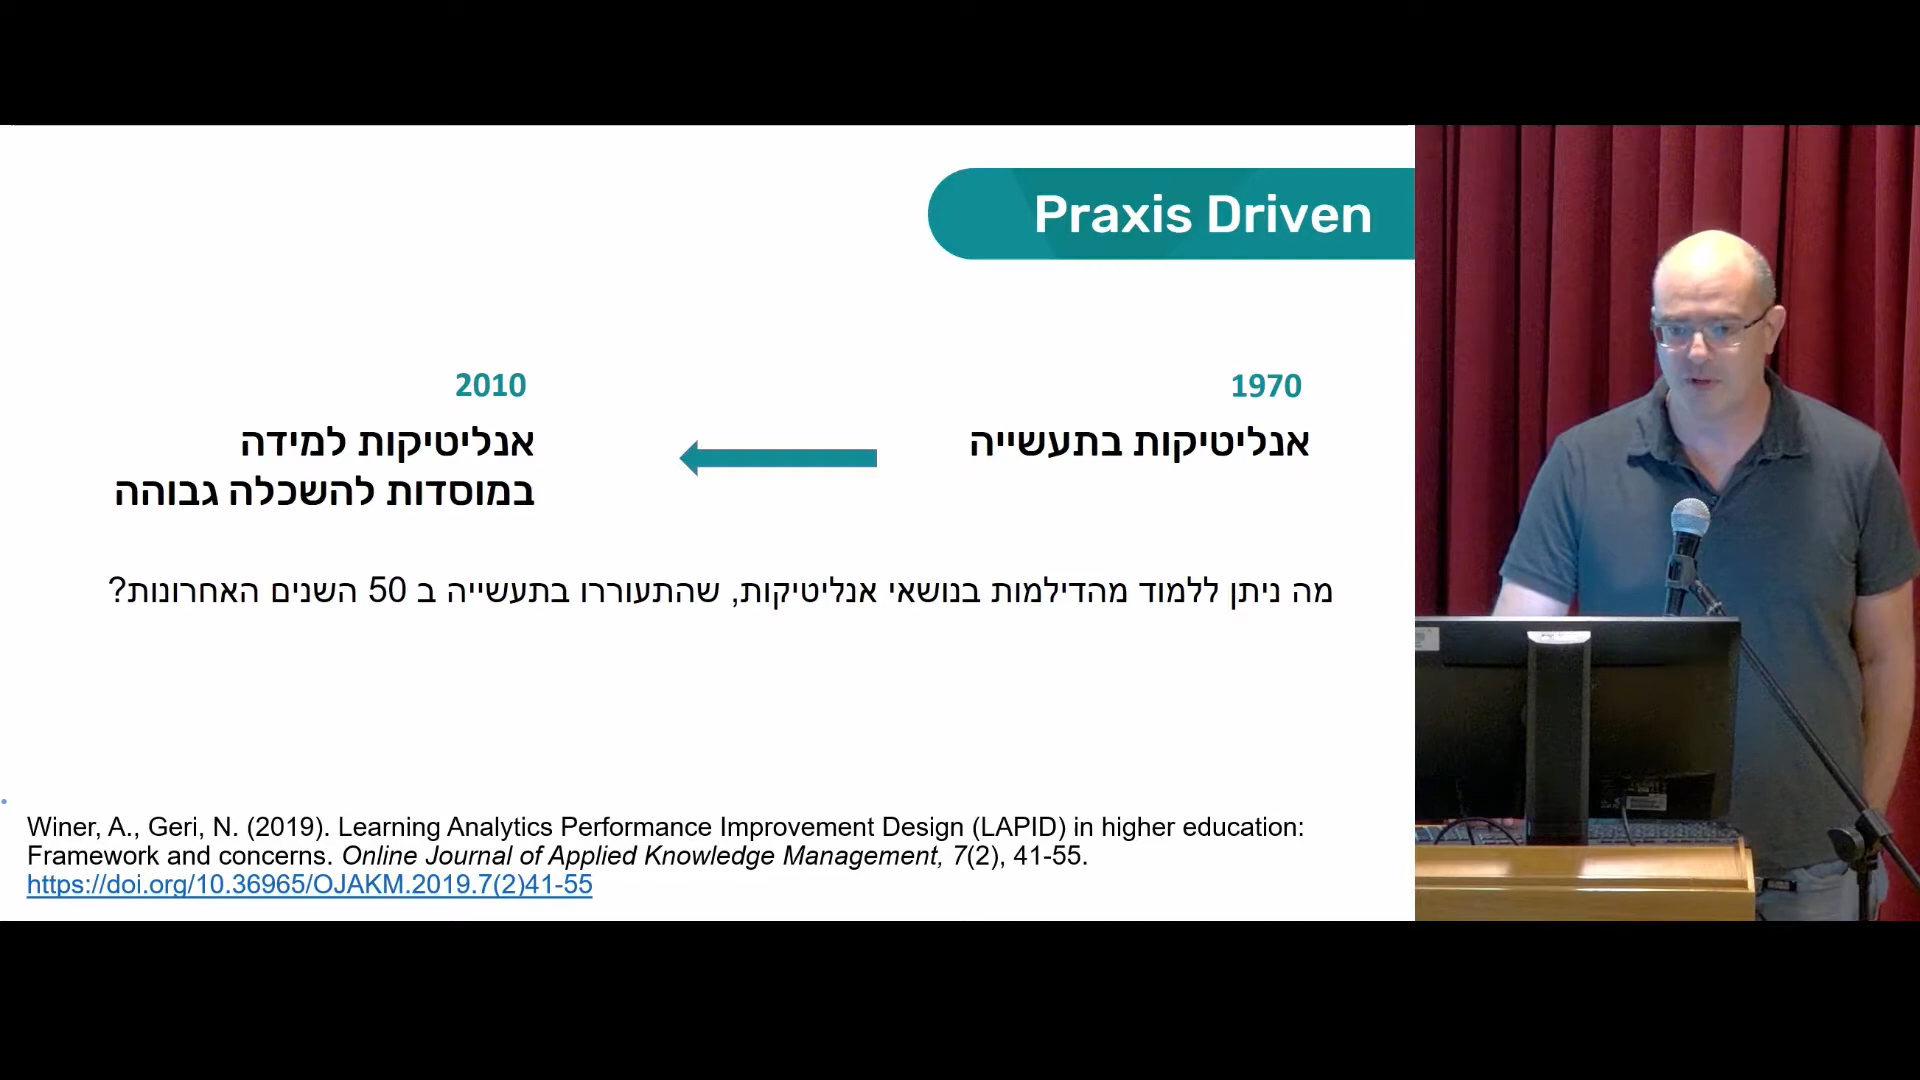 Praxis Driven
1970
אנליטיקות בתעשייה
2010
אנליטיקות למידה
במוסדות להשכלה גבוהה
מה ניתן ללמוד מהדילמות בנושאי אנליטיקות, שהתעוררו בתעשייה ב 50 השנים האחרונות?
Winer, A., Geri, N. (2019). Learning Analytics Performance Improvement Design (LAPID) in higher education:
Framework and concerns. Online Journal of Applied Knowledge Management, 7(2), 41-55.
https://doi.org/10.36965/OJAKM.2019.7(2)41-55